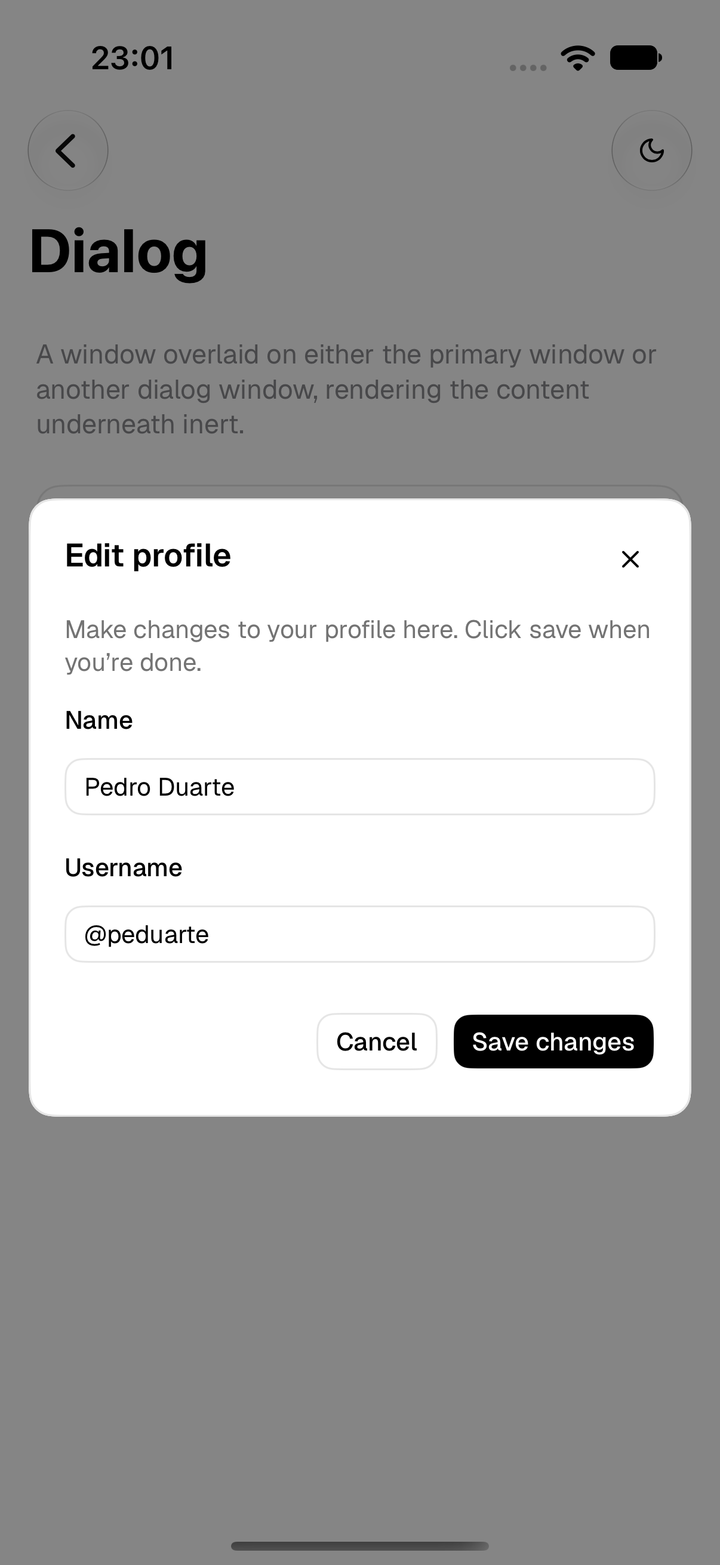 23:01
Dialog
A window overlaid on either the primary window or
another dialog window, rendering the content
underneath inert.
Edit profile
Make changes to your profile here. Click save when
you’re done.
Name
Pedro Duarte
Username
@peduarte
Cancel
Save changes